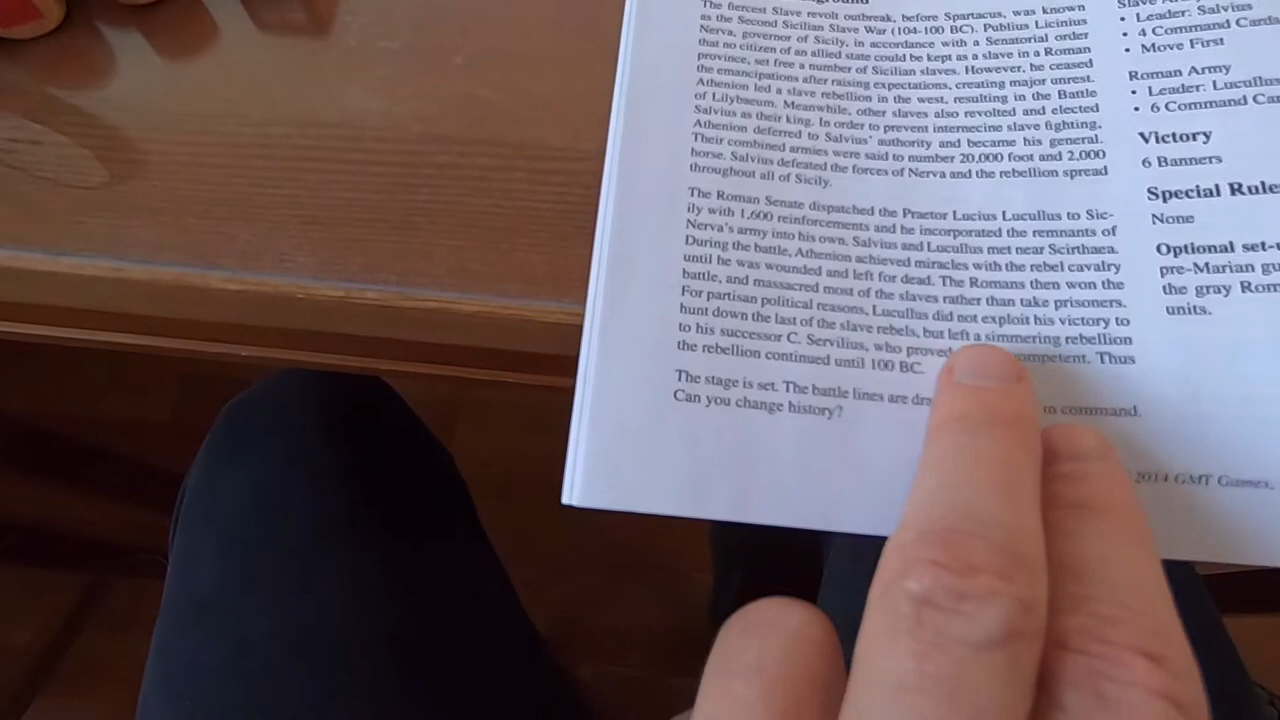 The fiercest Slave revolt outbreak, before Spartacus, was known
as the Second Sicilian Slave War (104-100 BC). Publius Licinius
Nerva, governor of Sicily, in accordance with a Senatorial order
that no citizen of an allied state could be kept as a slave in a Roman
province, set free a number of Sicilian slaves. However, he ceased
the emancipations after raising expectations, creating major unrest.
Athenion led a slave rebellion in the west, resulting in the Battle
of Lilybaeum. Meanwhile, other slaves also revolted and elected
Salvius as their king. In order to prevent internecine slave fighting,
Athenion deferred to Salvius' authority and became his general.
Their combined armies were said to number 20,000 foot and 2,000
horse. Salvius defeated the forces of Nerva and the rebellion spread
throughout all of Sicily.
The Roman Senate dispatched the Praetor Lucius Lucullus to Sic-
ily with 1,600 reinforcements and he incorporated the remnants of
Nerva's army into his own. Salvius and Lucullus met near Scirthaea.
During the battle, Athenion achieved miracles with the rebel cavalry
until he was wounded and left for dead. The Romans then won the
battle, and massacred most of the slaves rather than take prisoners.
For partisan political reasons, Lucullus did not exploit his victory to
hunt down the last of the slave rebels, but left a simmering rebellion
to his successor C. Servilius, who proved ompetent. Thus
the rebellion continued until 100 BC.
The stage is set. The battle lines are dra m command.
Can you change history?
Slave
• Leader: Salvius
• 4 Command Cards
• Move First
Roman Army
• Leader: Lucullus
• 6 Command Ca
Victory
6 Banners
Special Rule
None
Optional set-u
pre-Marian gu
the gray Rom
units.
2014 GMT Games,